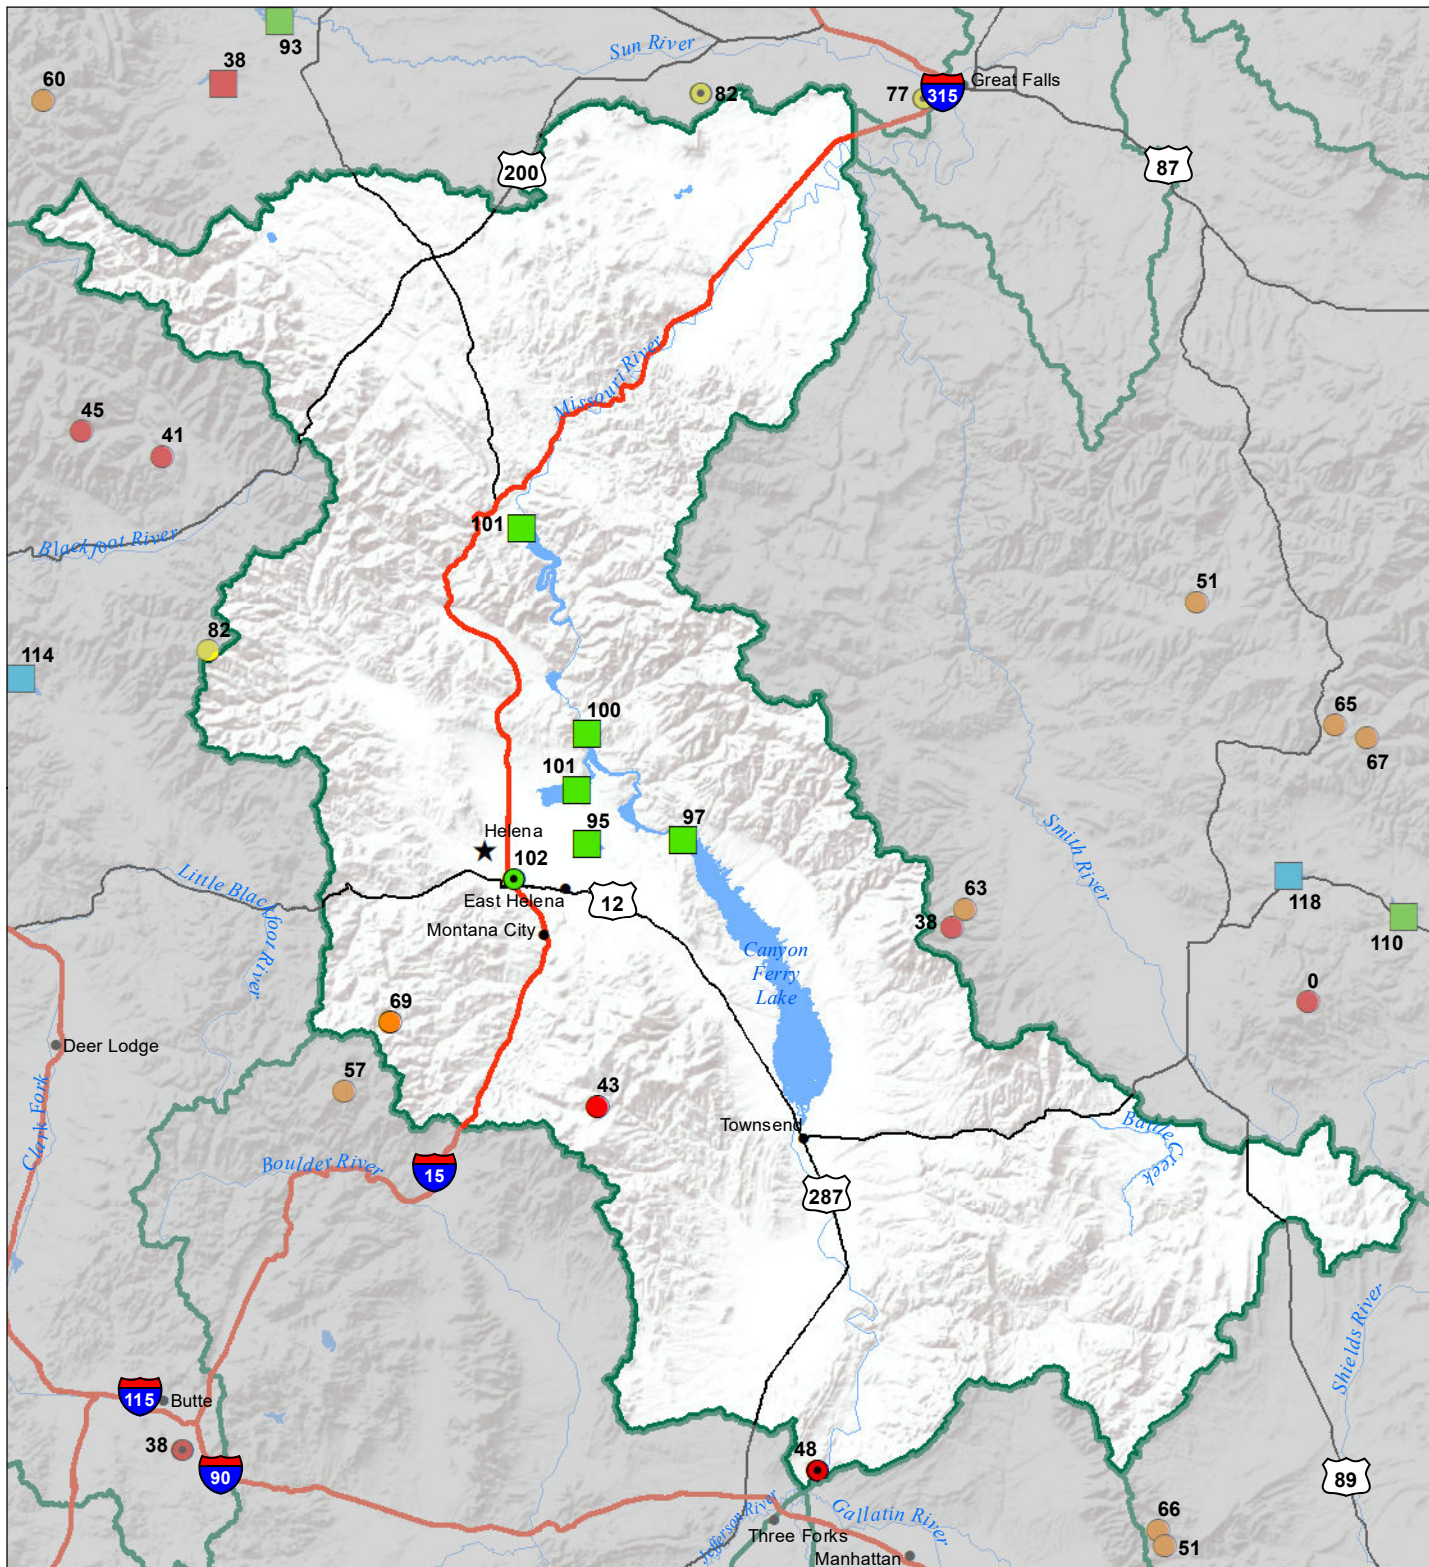 93
38
60
Sun River
82
77
315
Great Falls
200
87
Missouri River
45
41
101
Blackfoot River
51
82
114
100
65
67
101
95
97
Helena
102
Smith River
Little Blackfoot River
East Helena
12
63
38
118
110
Montana City
Canyon
Ferry
Lake
0
69
Deer Lodge
57
43
Clark Fork
Townsend
Battle Creek
Boulder River
15
287
Shields River
115
Butte
38
90
48
89
Jefferson River
Gallatin River
66
Three Forks
51
Manhattan